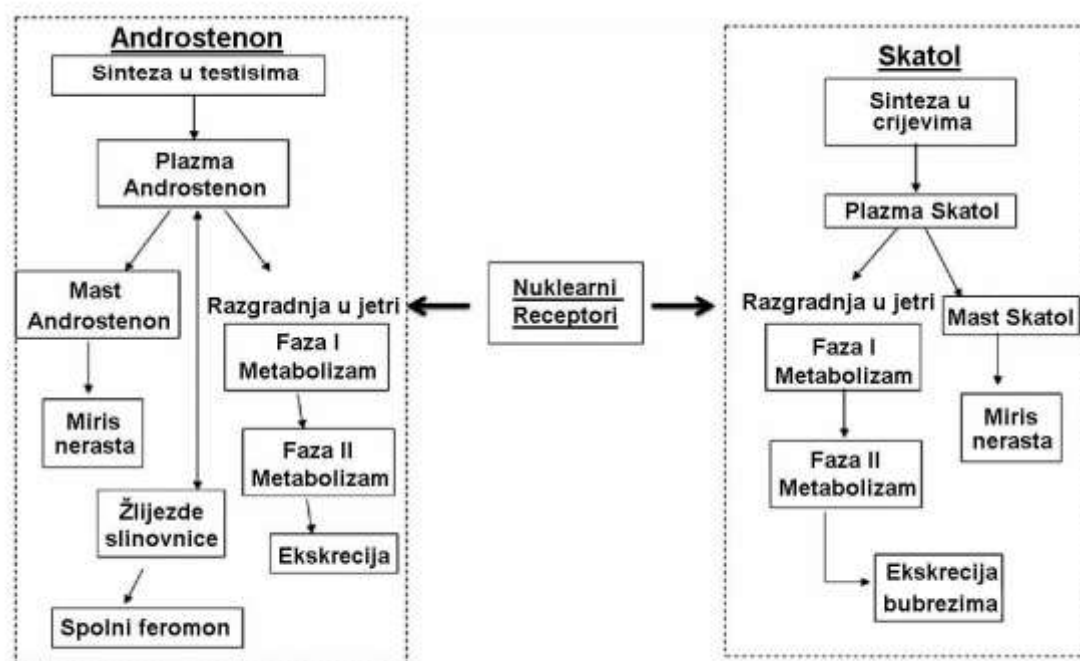 Androstenon
Sinteza u testisima
Plazma
Androstenon
Mast
Androstenon
Miris
nerasta
Žlijezde
slinovnice
Spolni feromon
Razgradnja u jetri
Faza I
Metabolizam
Faza II
Metabolizam
Ekskrecija
Nuklearni
Receptori
Skatol
Sinteza u
crijevima
Plazma Skatol
Razgradnja u jetri
Faza I
Metabolizam
Faza II
Metabolizam
Ekskrecija
bubrezima
Mast Skatol
Miris
nerasta